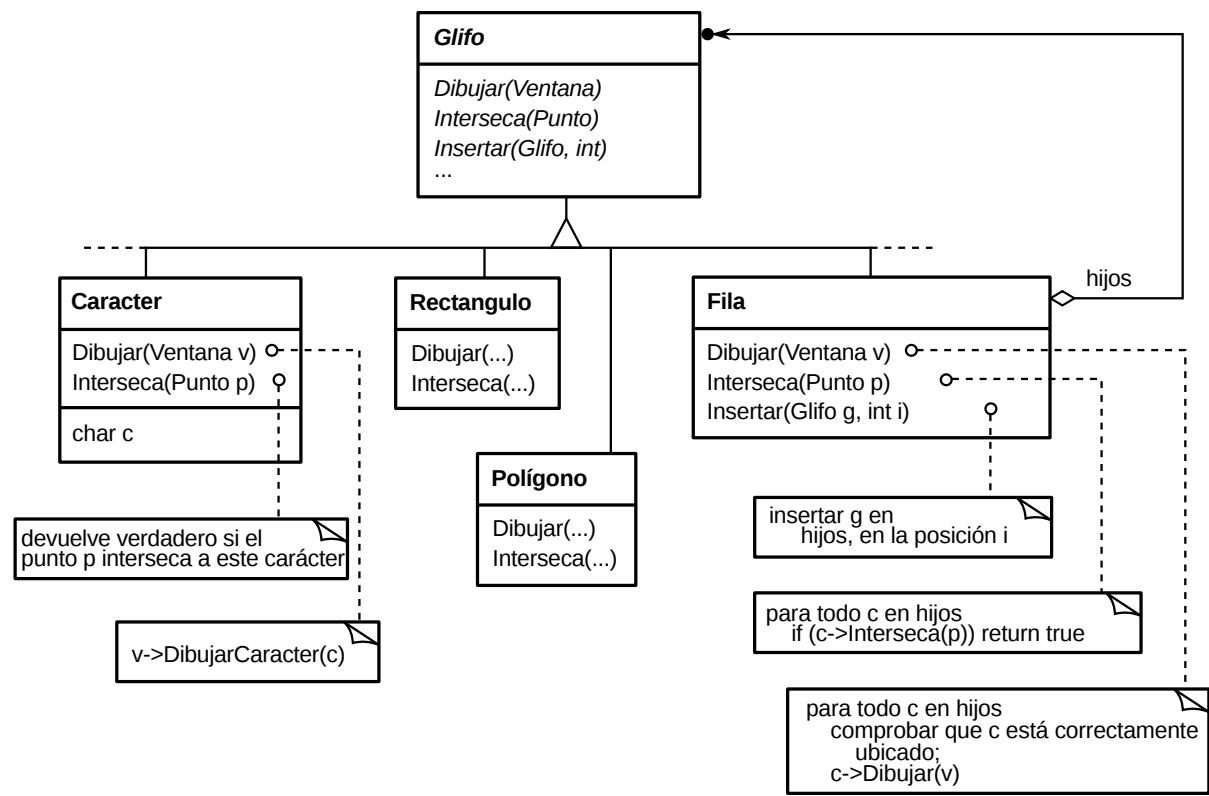 Glifo
Dibujar(Ventana)
Interseca(Punto)
Insertar(Glifo, int)
...
hijos
Caracter
Dibujar(Ventana v)
Interseca(Punto p)
char c
Rectangulo
Dibujar(...)
Interseca(...)
Fila
Dibujar(Ventana v)
Interseca(Punto p)
Insertar(Glifo g, int i)
Polígono
Dibujar(...)
Interseca(...)
devuelve verdadero si el
punto p interseca a este carácter
v->DibujarCaracter(c)
insertar g en
hijos, en la posición i
para todo c en hijos
if (c->Interseca(p)) return true
para todo c en hijos
comprobar que c está correctamente
ubicado;
c->Dibujar(v)